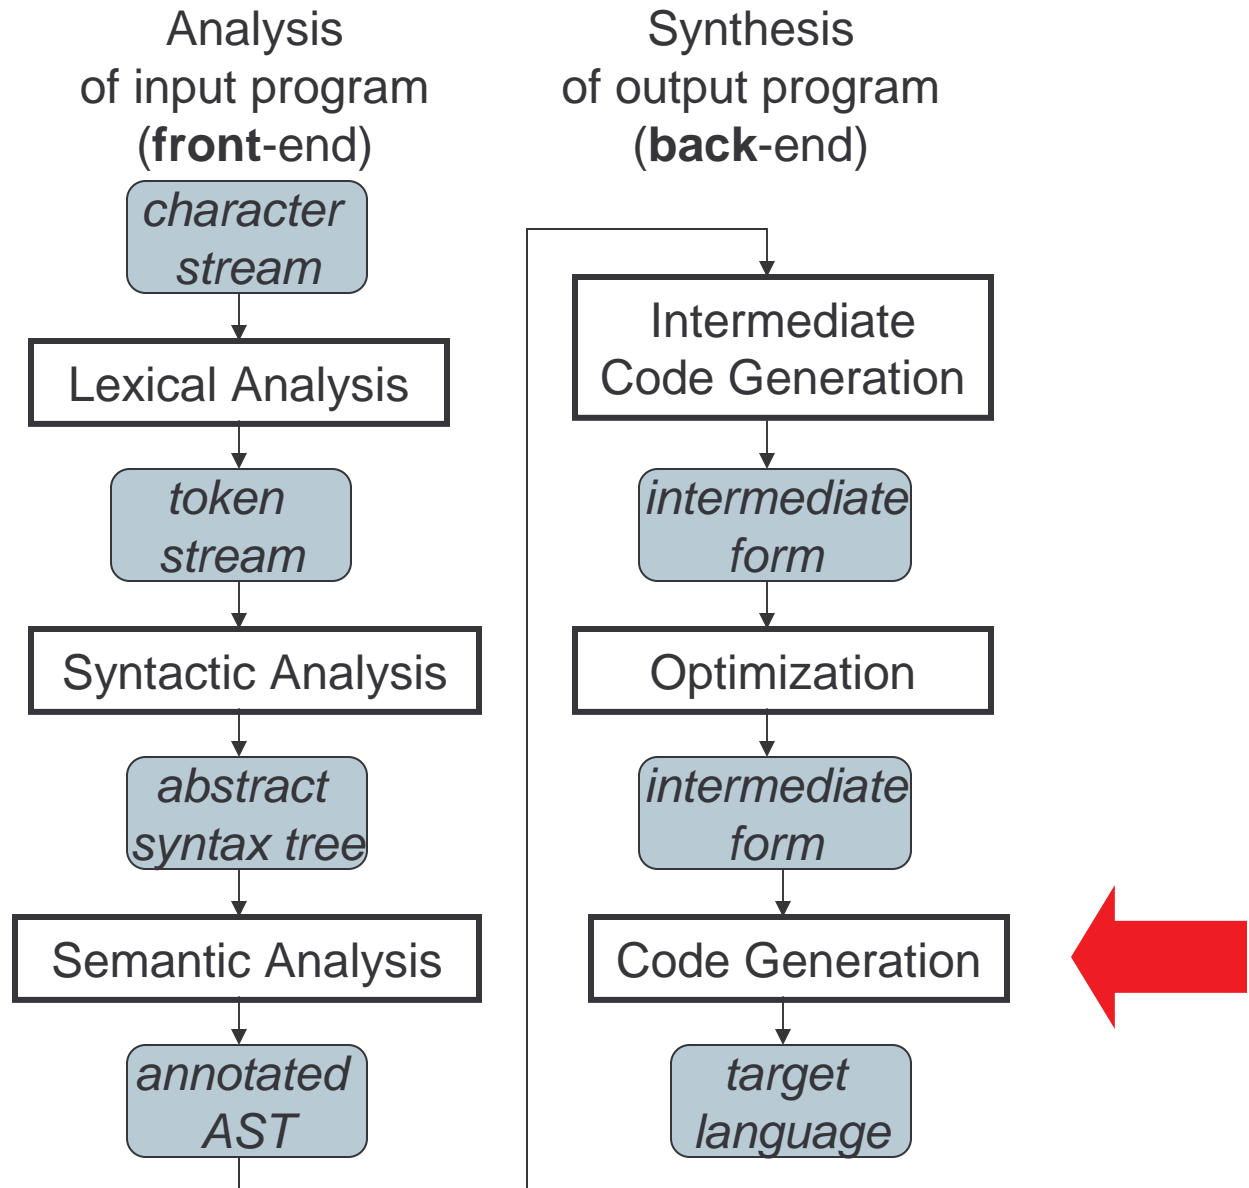 Analysis
of input program
(front-end)
character
stream
Lexical Analysis
token
stream
Syntactic Analysis
abstract
syntax tree
Semantic Analysis
annotated
AST
Synthesis
of output program
(back-end)
Intermediate
Code Generation
intermediate
form
Optimization
intermediate
form
Code Generation
target
language